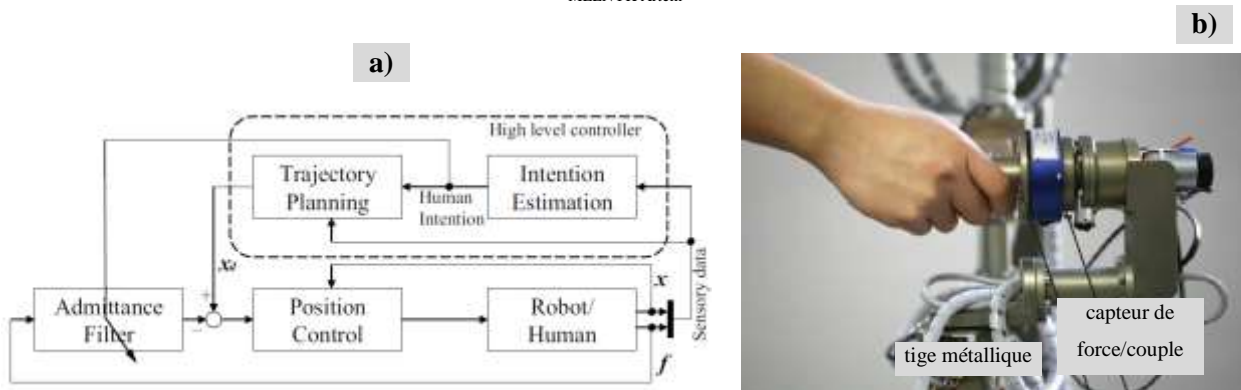 a)
b)
High level controller
Trajectory
Planning
Human
Intention
Intention
Estimation
Sensory data
xd
+
x
Admittance
Filter
−
Position
Control
Robot/
Human
f
tige métallique
capteur de
force/couple